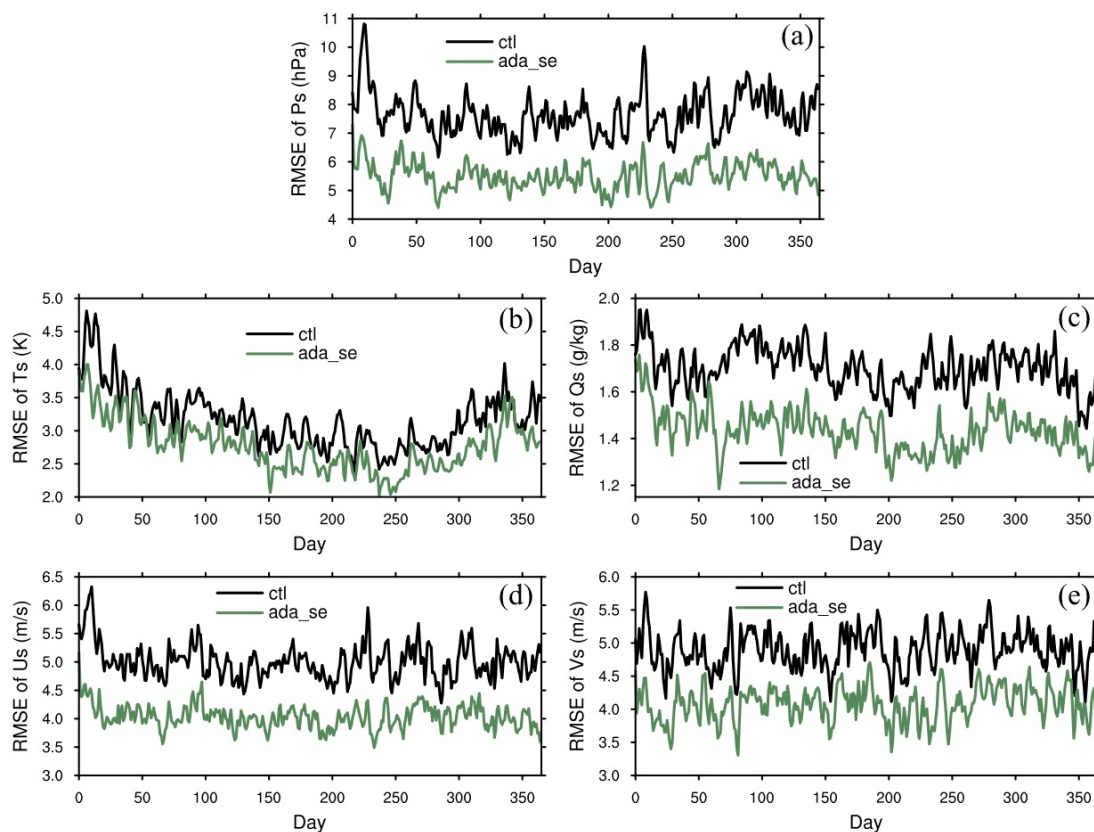 (a)
ctl
ada_se
RMSE of Ps (hPa)
11
10
9
8
7
6
5
4
0 50 100 150 200 250 300 350
Day
(b)
ctl
ada_se
RMSE of Ts (K)
5.0
4.5
4.0
3.5
3.0
2.5
2.0
0 50 100 150 200 250 300 350
Day
(c)
ctl
ada_se
RMSE of Qs (g/kg)
2.0
1.8
1.6
1.4
1.2
0 50 100 150 200 250 300 350
Day
(d)
ctl
ada_se
RMSE of Us (m/s)
6.5
6.0
5.5
5.0
4.5
4.0
3.5
3.0
0 50 100 150 200 250 300 350
Day
(e)
ctl
ada_se
RMSE of Vs (m/s)
6.0
5.5
5.0
4.5
4.0
3.5
3.0
0 50 100 150 200 250 300 350
Day